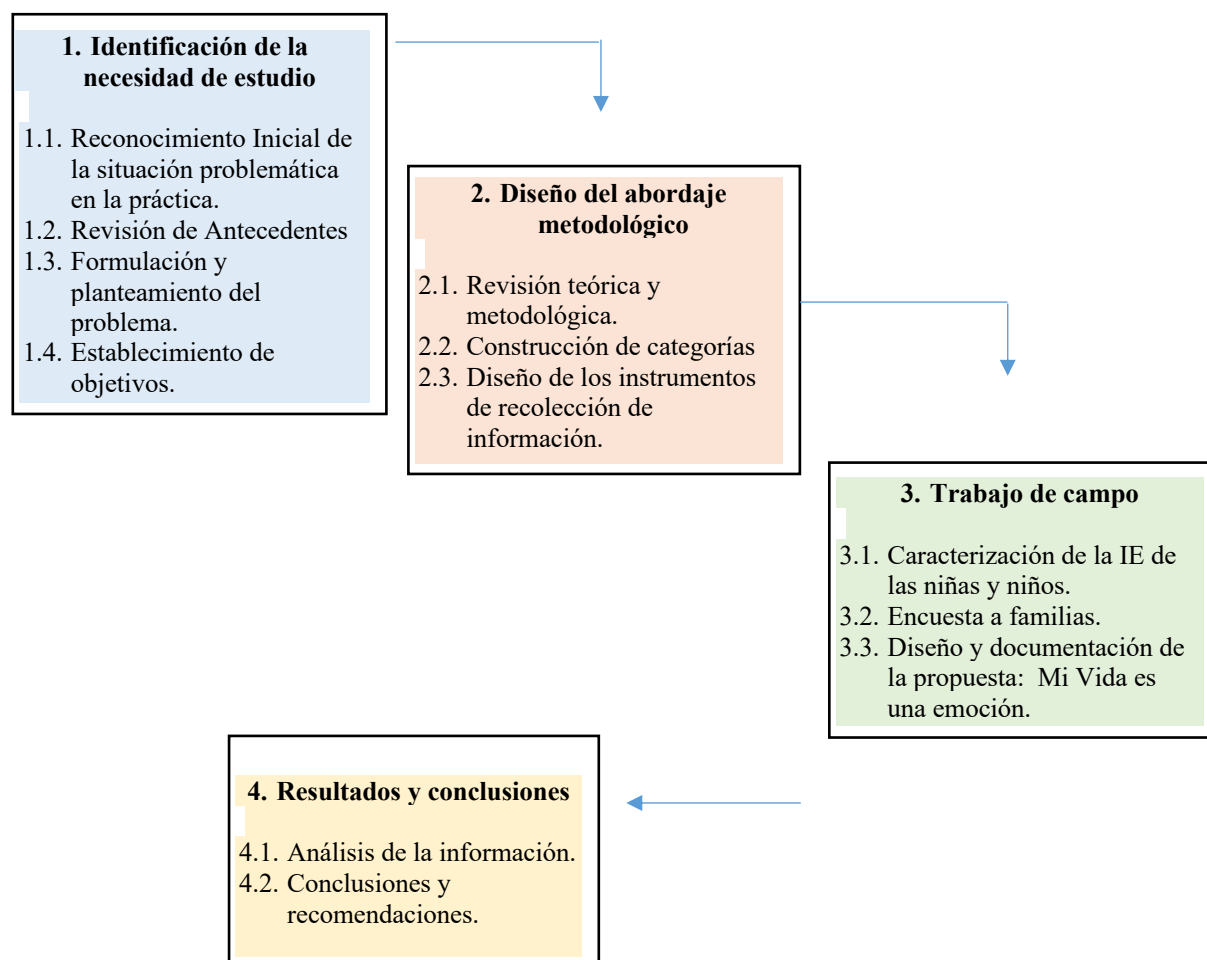 1. Identificación de la
necesidad de estudio
1.1. Reconocimiento Inicial de
la situación problemática
en la práctica.
1.2. Revisión de Antecedentes
1.3. Formulación y
planteamiento del
problema.
1.4. Establecimiento de
objetivos.
2. Diseño del abordaje
metodológico
2.1. Revisión teórica y
metodológica.
2.2. Construcción de categorías
2.3. Diseño de los instrumentos
de recolección de
información.
3. Trabajo de campo
3.1. Caracterización de la IE de
las niñas y niños.
3.2. Encuesta a familias.
3.3. Diseño y documentación de
la propuesta: Mi Vida es
una emoción.
4. Resultados y conclusiones
4.1. Análisis de la información.
4.2. Conclusiones y
recomendaciones.